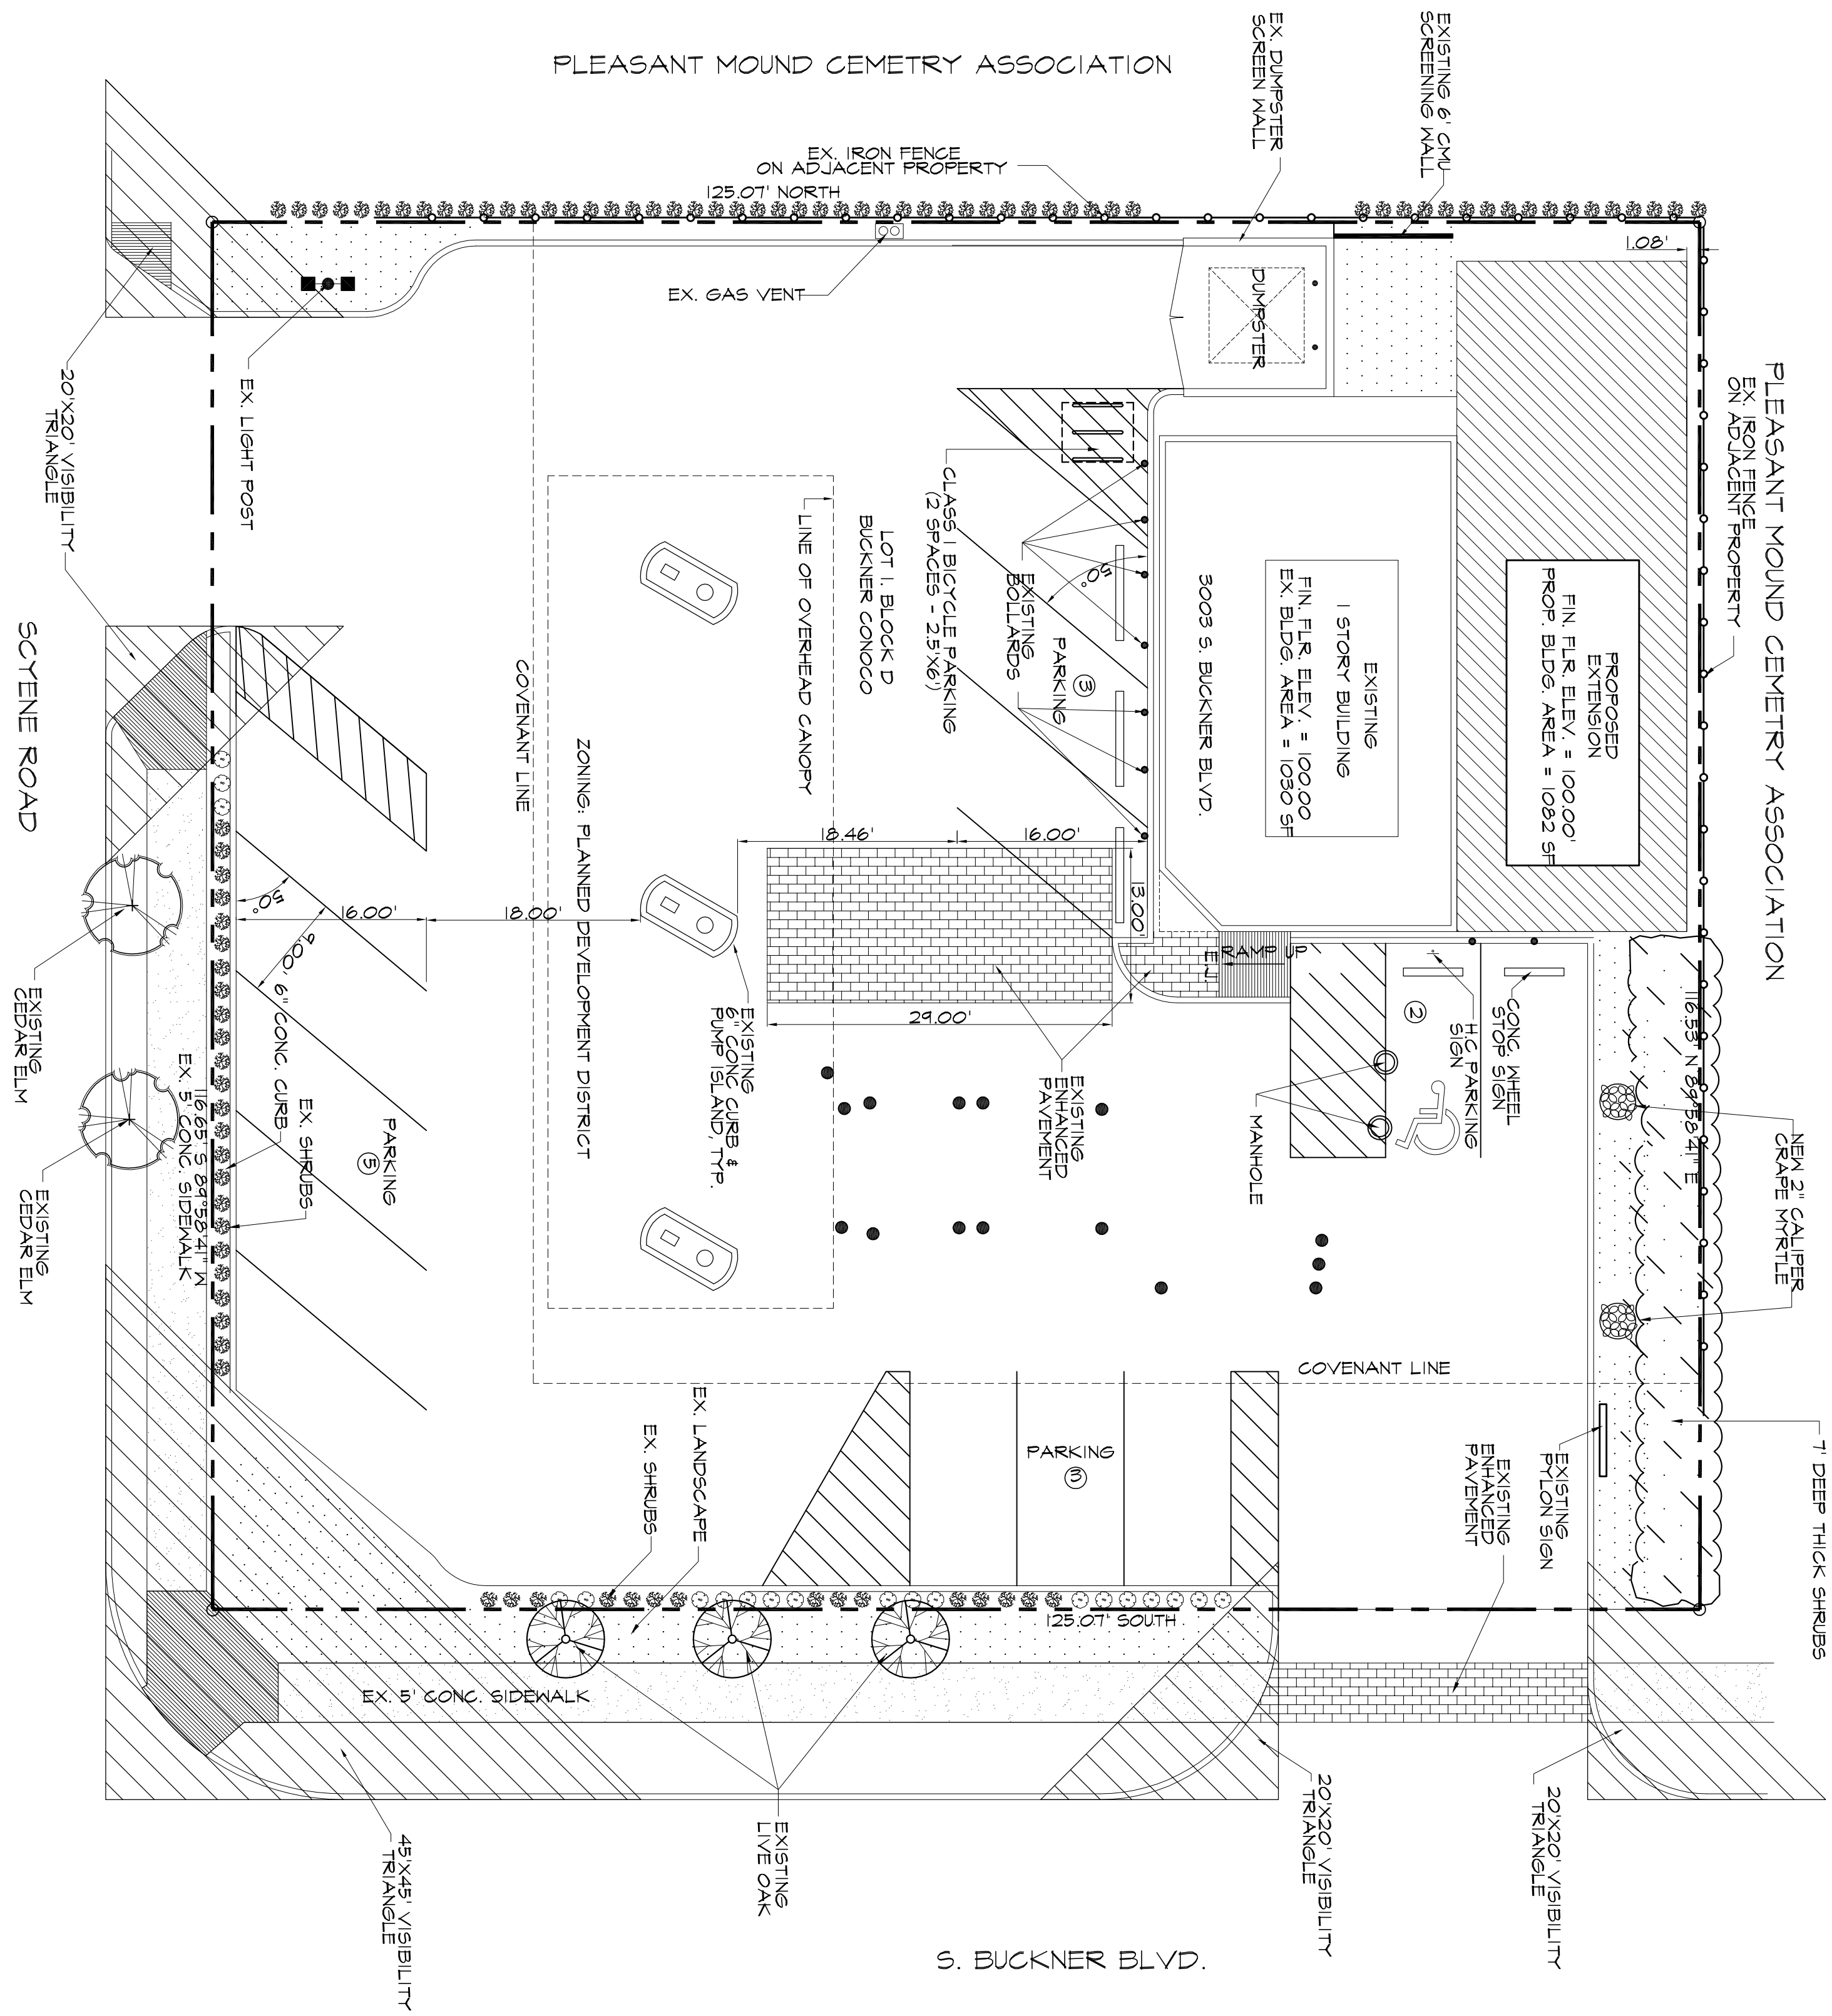 PLEASANT MOUND CEMETRY ASSOCIATION
EX. DUMPSTER
SCREEN WALL
EXISTING 6' CMU
SCREENING WALL
EX. IRON FENCE
ON ADJACENT PROPERTY
125.07' NORTH
1.08'
EX. GAS VENT
DUMPSTER
PLEASANT MOUND CEMETRY ASSOCIATION
EX. IRON FENCE
ON ADJACENT PROPERTY
20'X20' VISIBILITY
TRIANGLE
EX. LIGHT POST
PROPOSED
EXTENSION
FIN. FLR. ELEV. = 100.00'
PROP. BLDG. AREA = 1082 SF
EXISTING
1 STORY BUILDING
FIN. FLR. ELEV. = 100.00
EX. BLDG. AREA = 1030 SF
3003 S. BUCKNER BLVD.
50°
EXISTING
BOLLARDS
PARKING
3
CLASS 1 BICYCLE PARKING
(2 SPACES - 2.5'X6')
LOT 1. BLOCK D
BUCKNER CONOCO
LINE OF OVERHEAD CANOPY
COVENANT LINE
ZONING: PLANNED DEVELOPMENT DISTRICT
SCYENE ROAD
18.46'
16.00'
13.00'
29.00'
RAMP UP
E.J.
50°
16.00'
18.00'
9.00'
6" CONC. CURB
EX. SHRUBS
PARKING
5
EXISTING
CEDAR ELM
EXISTING
CEDAR ELM
116.65' S 89°58'41" W
EX. 5' CONC. SIDEWALK
EXISTING
6" CONC CURB &
PUMP ISLAND, TYP.
EXISTING
ENHANCED
PAVEMENT
MANHOLE
2
H.C PARKING
SIGN
CONC. WHEEL
STOP SIGN
116.53' N 89°58'41" E
NEW 2" CALIPER
CRAPE MYRTLE
COVENANT LINE
PARKING
3
EX. LANDSCAPE
EX. SHRUBS
EXISTING
ENHANCED
PAVEMENT
EXISTING
PYLON SIGN
7' DEEP THICK SHRUBS
125.07' SOUTH
EX. 5' CONC. SIDEWALK
45'X45' VISIBILITY
TRIANGLE
EXISTING
LIVE OAK
20'X20' VISIBILITY
TRIANGLE
20'X20' VISIBILITY
TRIANGLE
S. BUCKNER BLVD.